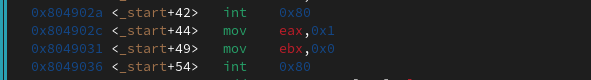 0x804902a <_start+42> int 0x80
0x804902c <_start+44> mov eax,0x1
0x8049031 <_start+49> mov ebx,0x0
0x8049036 <_start+54> int 0x80